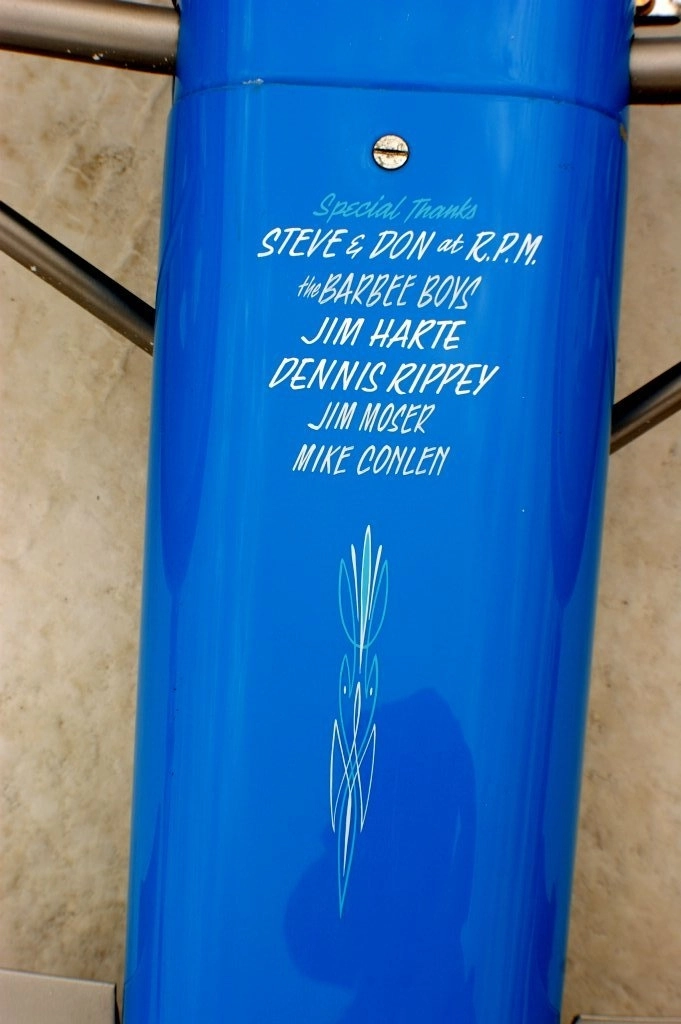 Special Thanks
STEVE & DON at R.P.M.
the BARBEE BOYS
JIM HARTE
DENNIS RIPPEY
JIM MOSER
MIKE CONLEN